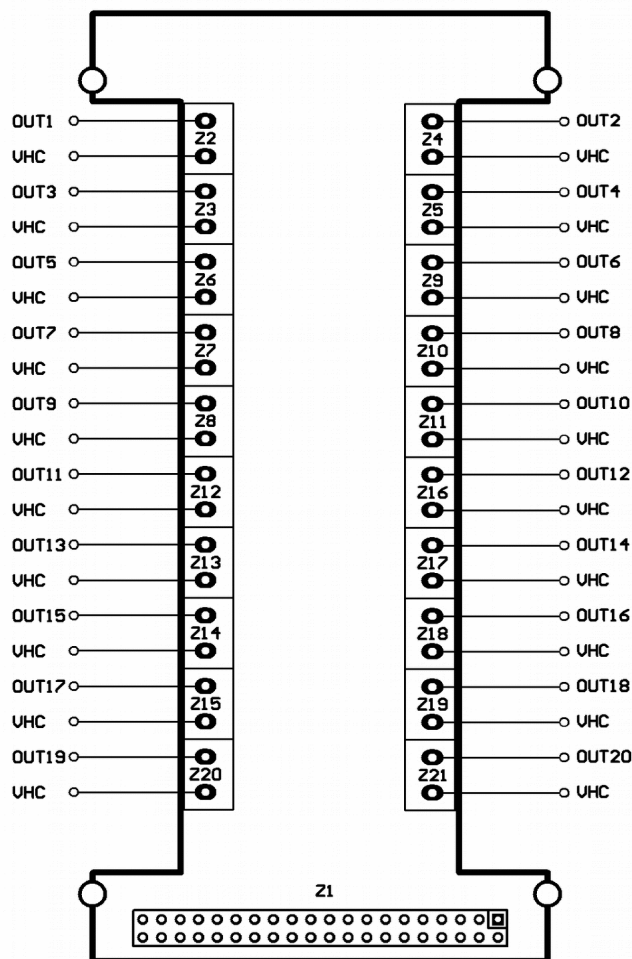 OUT1 Z2 Z4 OUT2
VHC VHC
OUT3 Z3 Z5 OUT4
VHC VHC
OUT5 Z6 Z9 OUT6
VHC VHC
OUT7 Z7 Z10 OUT8
VHC VHC
OUT9 Z8 Z11 OUT10
VHC VHC
OUT11 Z12 Z16 OUT12
VHC VHC
OUT13 Z13 Z17 OUT14
VHC VHC
OUT15 Z14 Z18 OUT16
VHC VHC
OUT17 Z15 Z19 OUT18
VHC VHC
OUT19 Z20 Z21 OUT20
VHC VHC
Z1